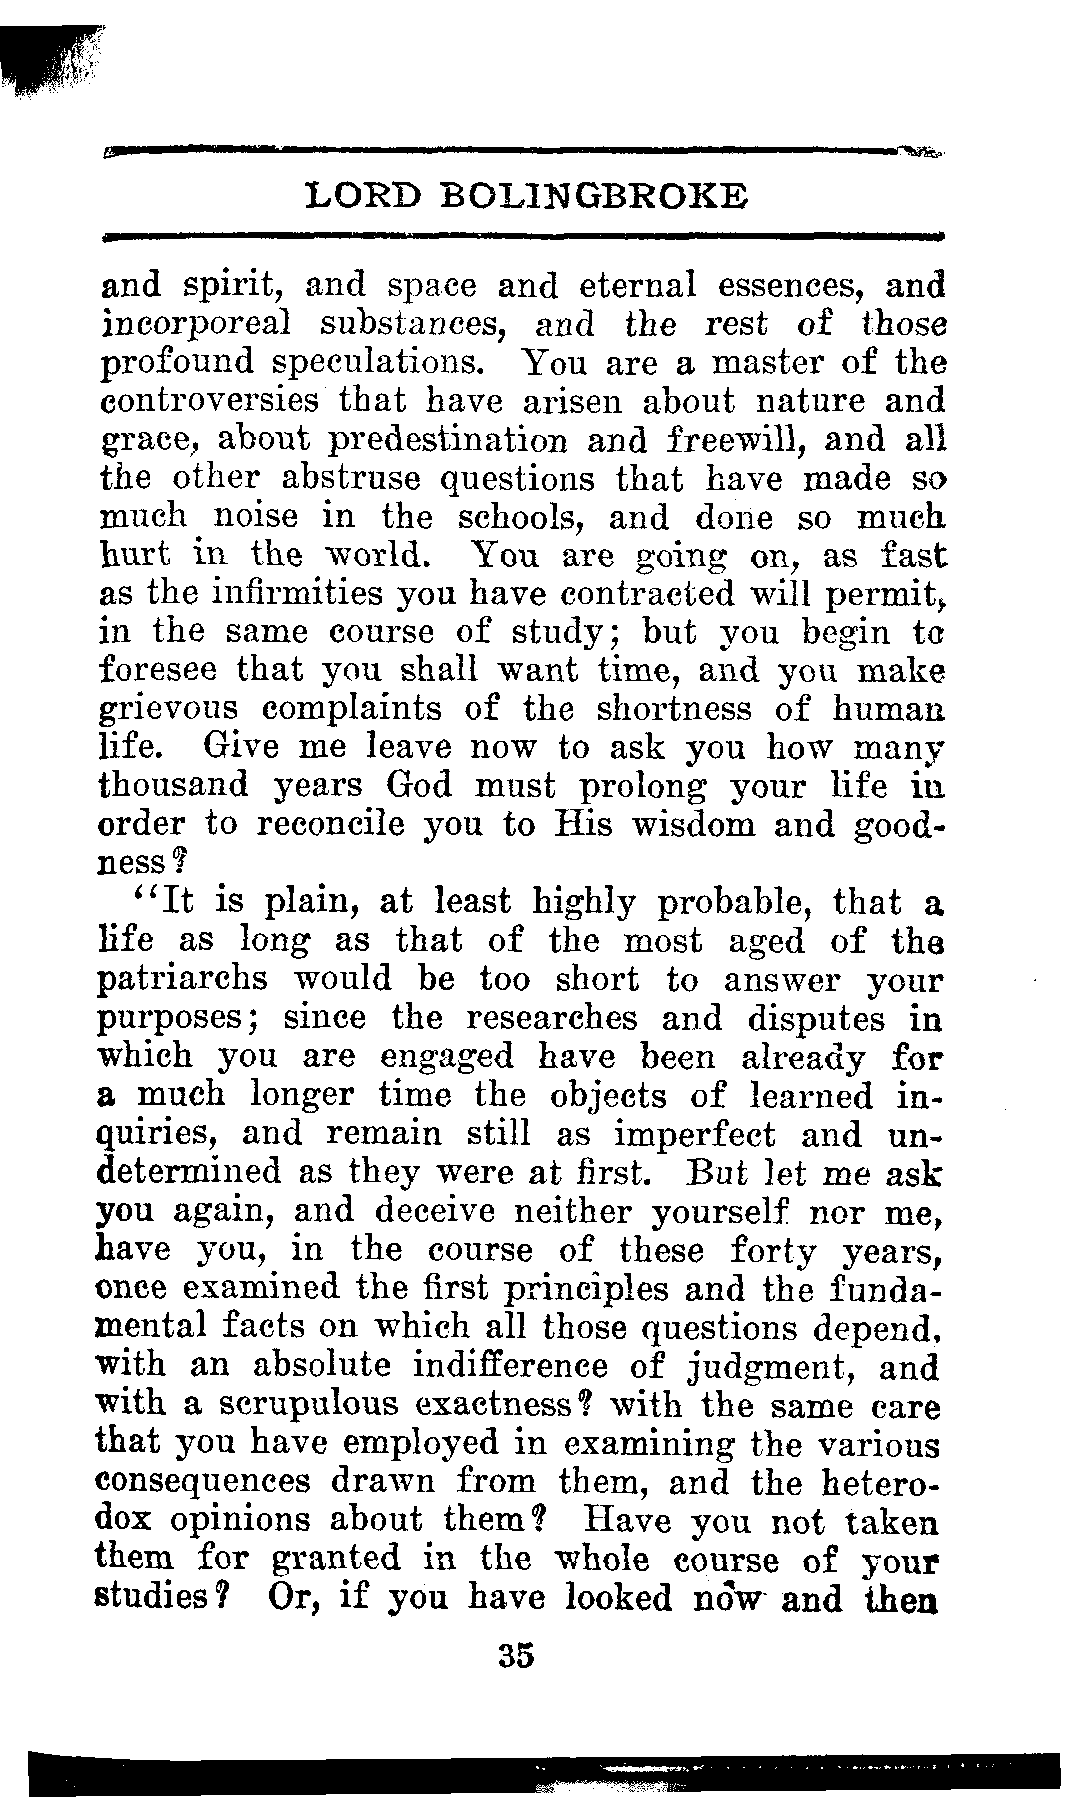 LORD BOLINGBROKE
and spirit, and space and eternal essences, and
incorporeal substances, and the rest of those
profound speculations. You are a master of the
controversies that have arisen about nature and
grace, about predestination and freewill, and all
the other abstruse questions that have made so
much noise in the schools, and done so much
hurt in the world. You are going on, as fast
as the infirmities you have contracted will permit,
in the same course of study; but you begin to
foresee that you shall want time, and you make
grievous complaints of the shortness of human
life. Give me leave now to ask you how many
thousand years God must prolong your life in
order to reconcile you to His wisdom and good-
ness?
"It is plain, at least highly probable, that a
life as long as that of the most aged of the
patriarchs would be too short to answer your
purposes; since the researches and disputes in
which you are engaged have been already for
a much longer time the objects of learned in-
quiries, and remain still as imperfect and un-
determined as they were at first. But let me ask
you again, and deceive neither yourself nor me,
have you, in the course of these forty years,
once examined the first principles and the funda-
mental facts on which all those questions depend,
with an absolute indifference of judgment, and
with a scrupulous exactness? with the same care
that you have employed in examining the various
consequences drawn from them, and the hetero-
dox opinions about them? Have you not taken
them for granted in the whole course of your
studies? Or, if you have looked now and then
35